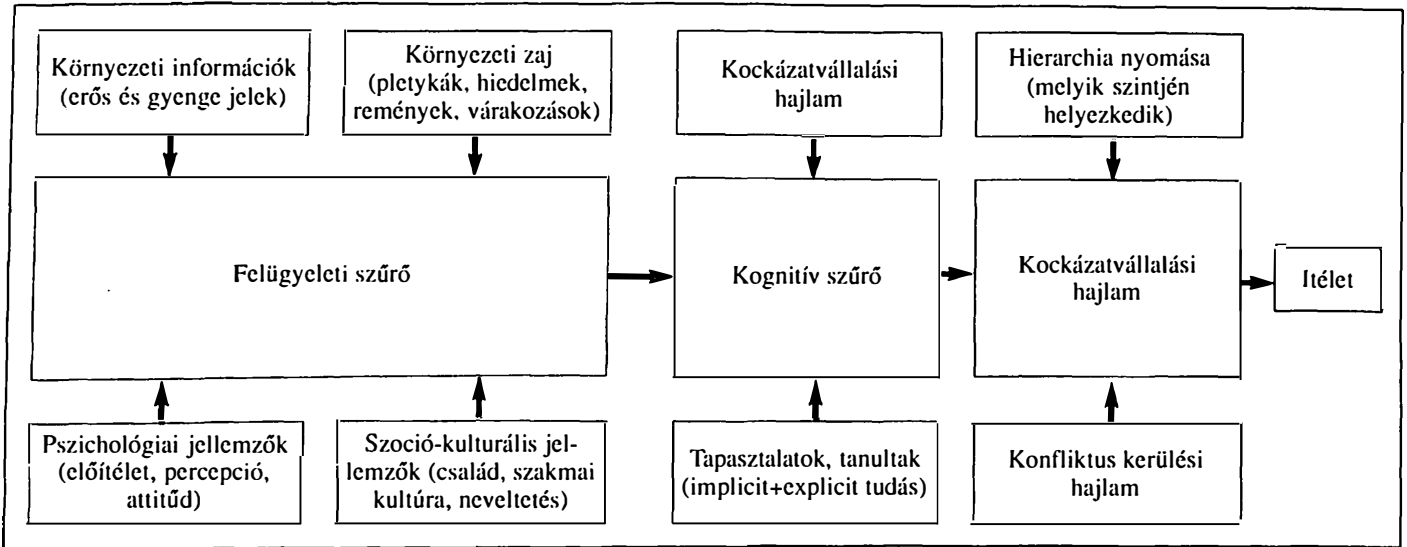 Környezeti információk
(erős és gyenge jelek)
Környezeti zaj
(pletykák, hiedelmek,
remények, várakozások)
Kockázatvállalási
hajlam
Hierarchia nyomása
(melyik szintjén
helyezkedik)
Felügyeleti szűrő
Kognitív szűrő
Kockázatvállalási
hajlam
Itélet
Pszichológiai jellemzők
(előítélet, percepció,
attitűd)
Szoció-kulturális jel-
lemzők (család, szakmai
kultúra, neveltetés)
Tapasztalatok, tanultak
(implicit+explicit tudás)
Konfliktus kerülési
hajlam